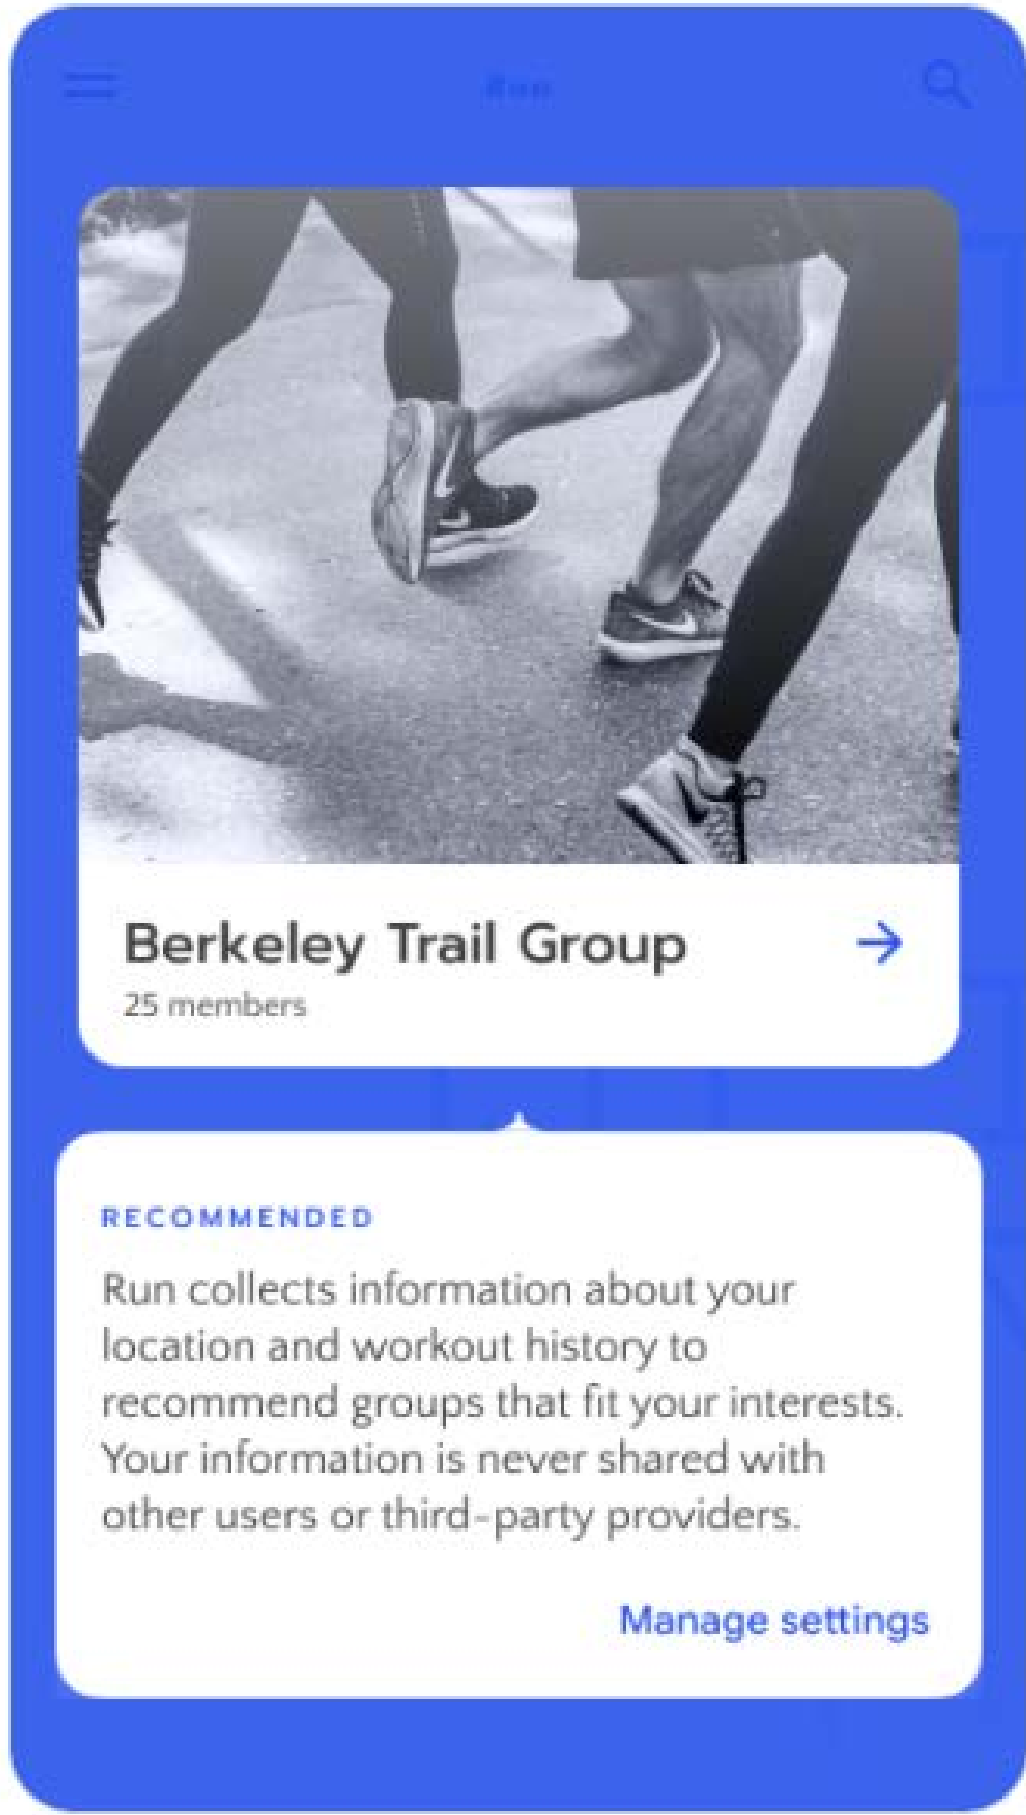 Run
Berkeley Trail Group
25 members
RECOMMENDED
Run collects information about your
location and workout history to
recommend groups that fit your interests.
Your information is never shared with
other users or third-party providers.
Manage settings